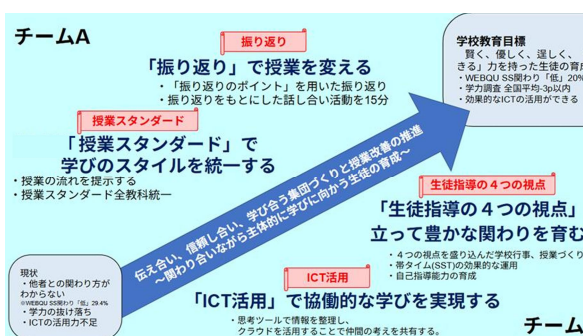 チームA
振り返り
「振り返り」で授業を変える
・「振り返りのポイント」を用いた振り返り
・振り返りをもとにした話し合い活動を15分
学校教育目標
賢く、優しく、逞しく、
きる」力を持った生徒の育成
・WEBQU SS関わり「低」20%
・学力調査 全国平均-3p以内
・効果的なICTの活用ができる
授業スタンダード
「授業スタンダード」で
学びのスタイルを統一する
・授業の流れを提示する
・授業スタンダード全教科統一
伝え合い、信頼し合い、学び合う集団づくりと授業改善の推進
～関わり合いながら主体的に学びに向かう生徒の育成～
生徒指導の4つの視点
「生徒指導の4つの視点」
立って豊かな関わりを育む
・4つの視点を盛り込んだ学校行事、授業づくり
・帯タイム(SST)の効果的な運用
・自己指導能力の育成
現状
・他者との関わり方が
わからない
※WEBQU SS関わり「低」29.4%
・学力の抜け落ち
・ICTの活用力不足
ICT活用
「ICT活用」で協働的な学びを実現する
・思考ツールで情報を整理し、
クラウドを活用することで仲間の考えを共有する。
チーム